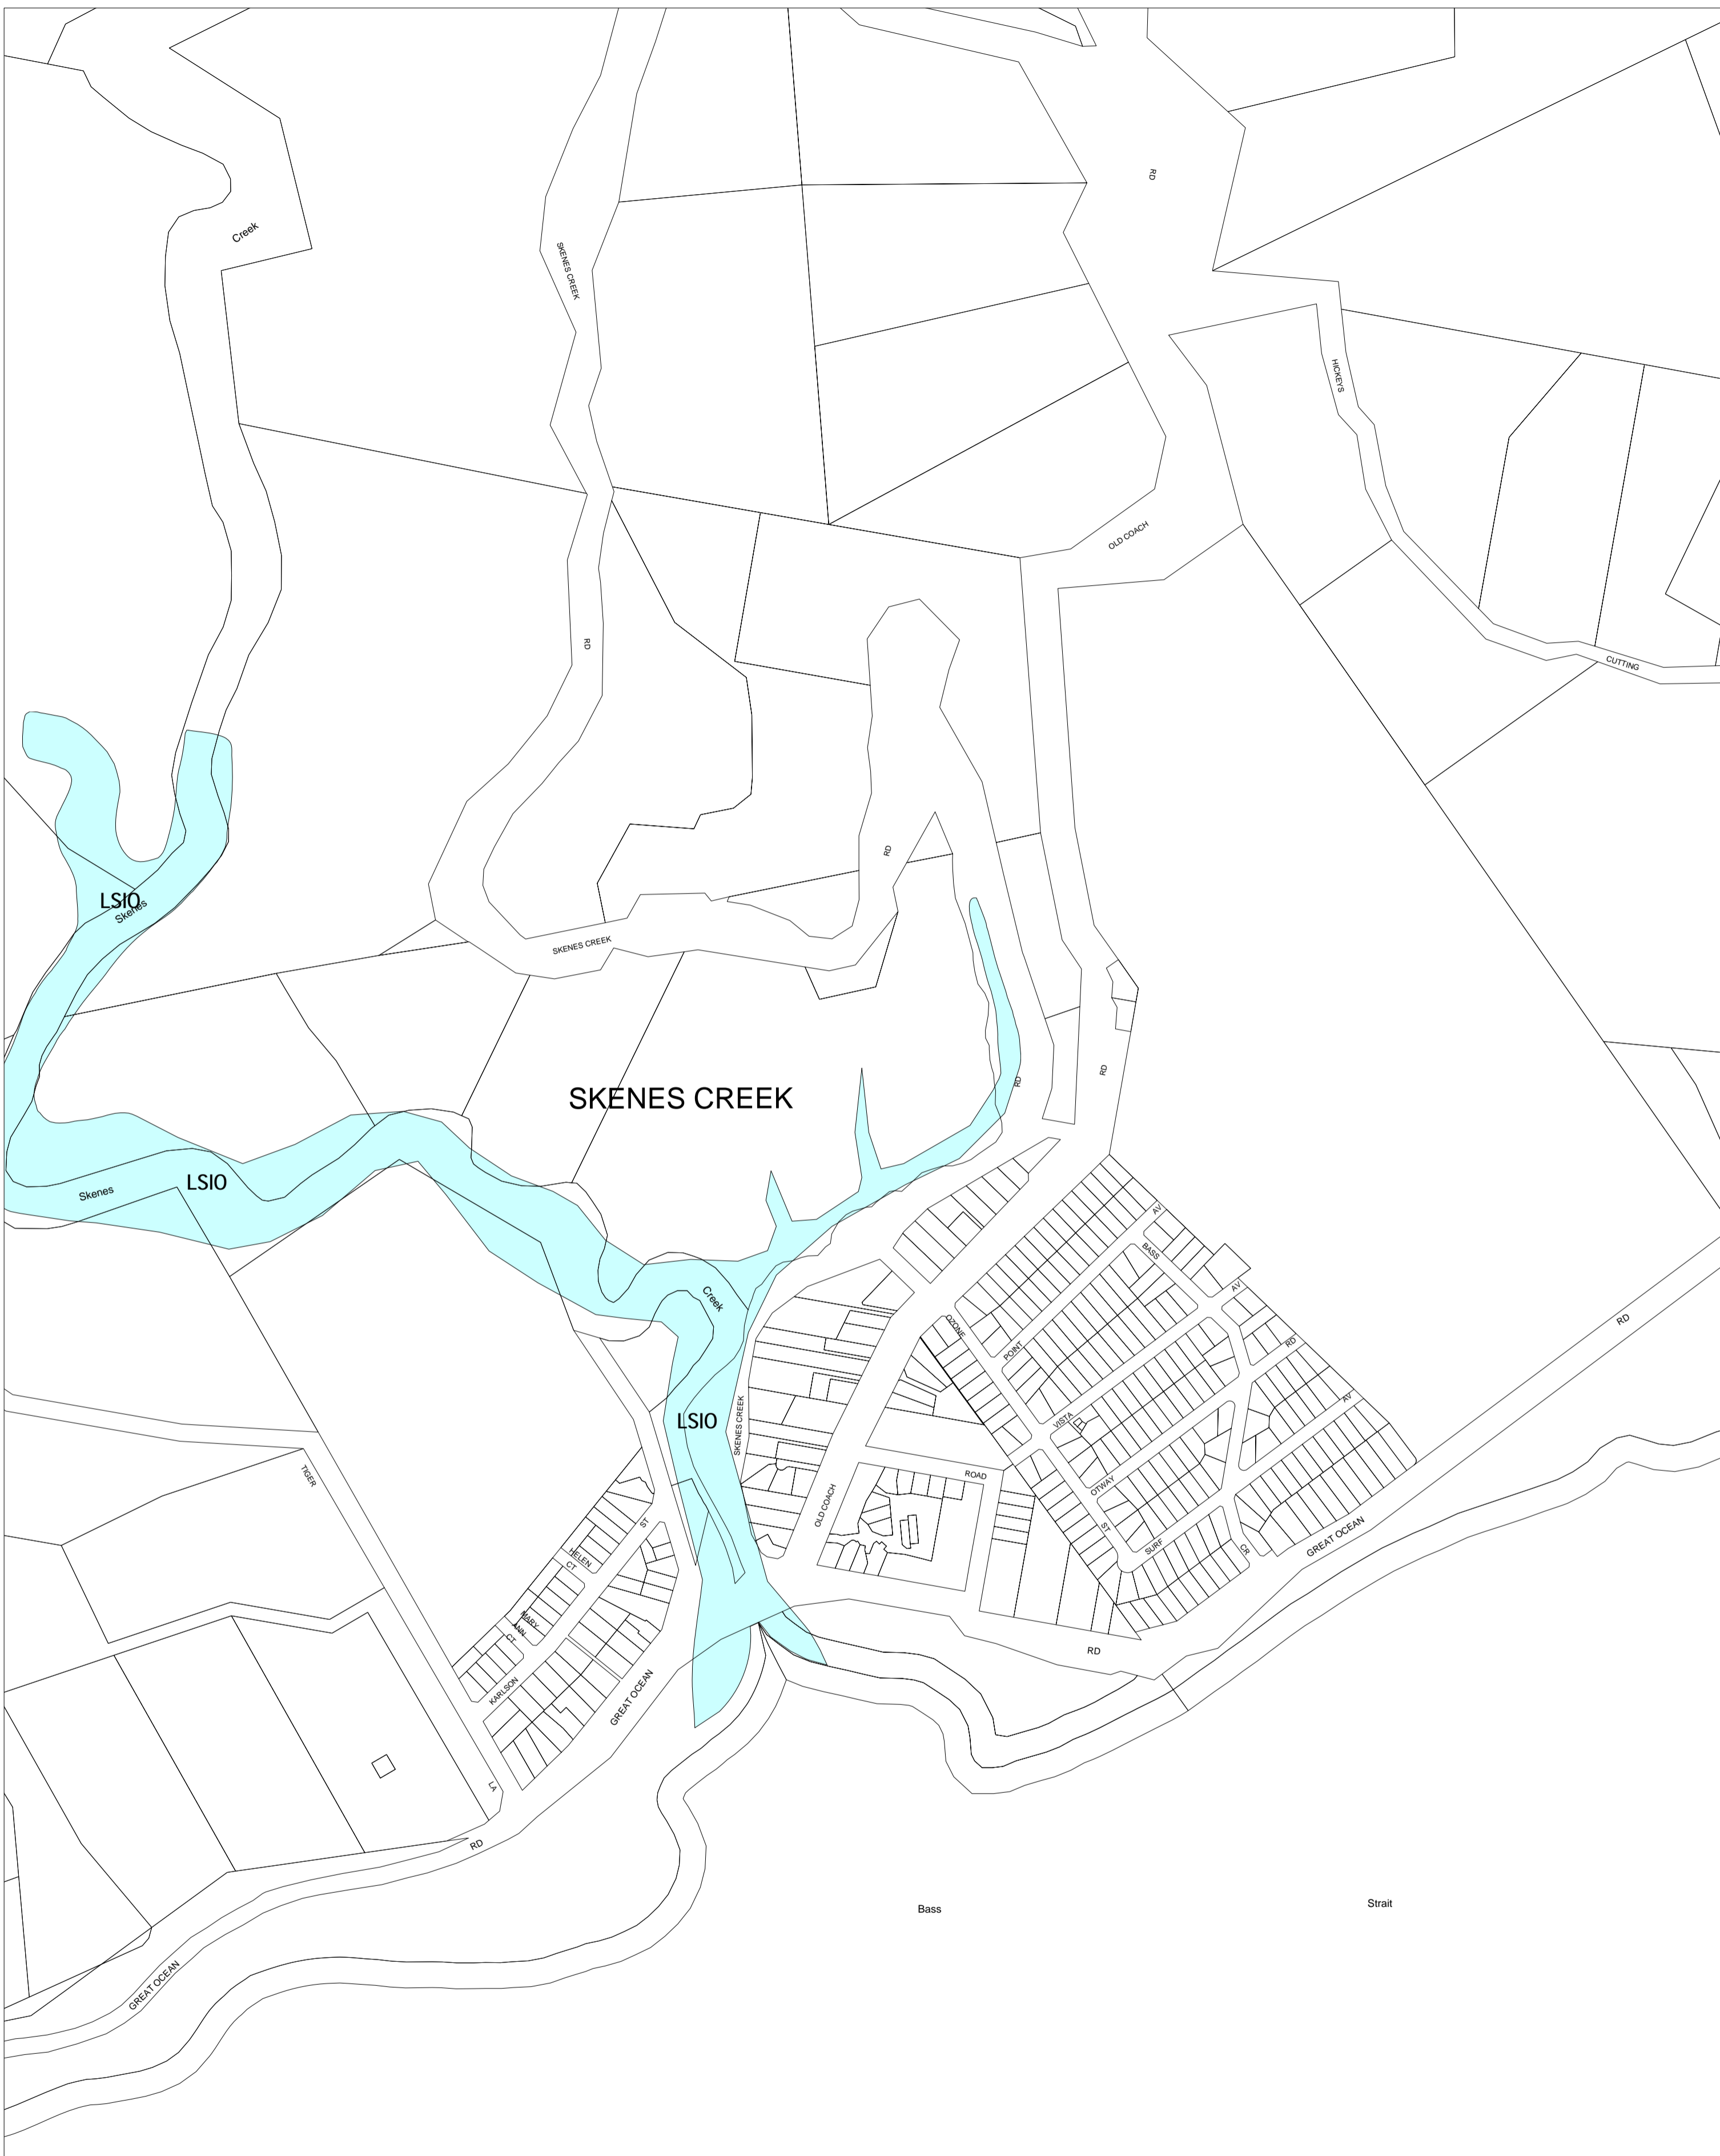 RD
Creek
SKENES CREEK
HICKEYS
OLD COACH
RD
CUTTING
RD
LSIO
Skenes
SKENES CREEK
RD
RD
SKENES CREEK
LSIO
Skenes
AV
BASS
AV
Creek
OZONE
POINT
RD
RD
AV
VISTA
LSIO
SKENES CREEK
ROAD
TIGER
OTWAY
OLD COACH
ST
ST
SURF
GREAT OCEAN
CR
HELEN
CT
MARY
ANN
CT
RD
KARLSON
GREAT OCEAN
LA
RD
Bass
Strait
GREAT OCEAN